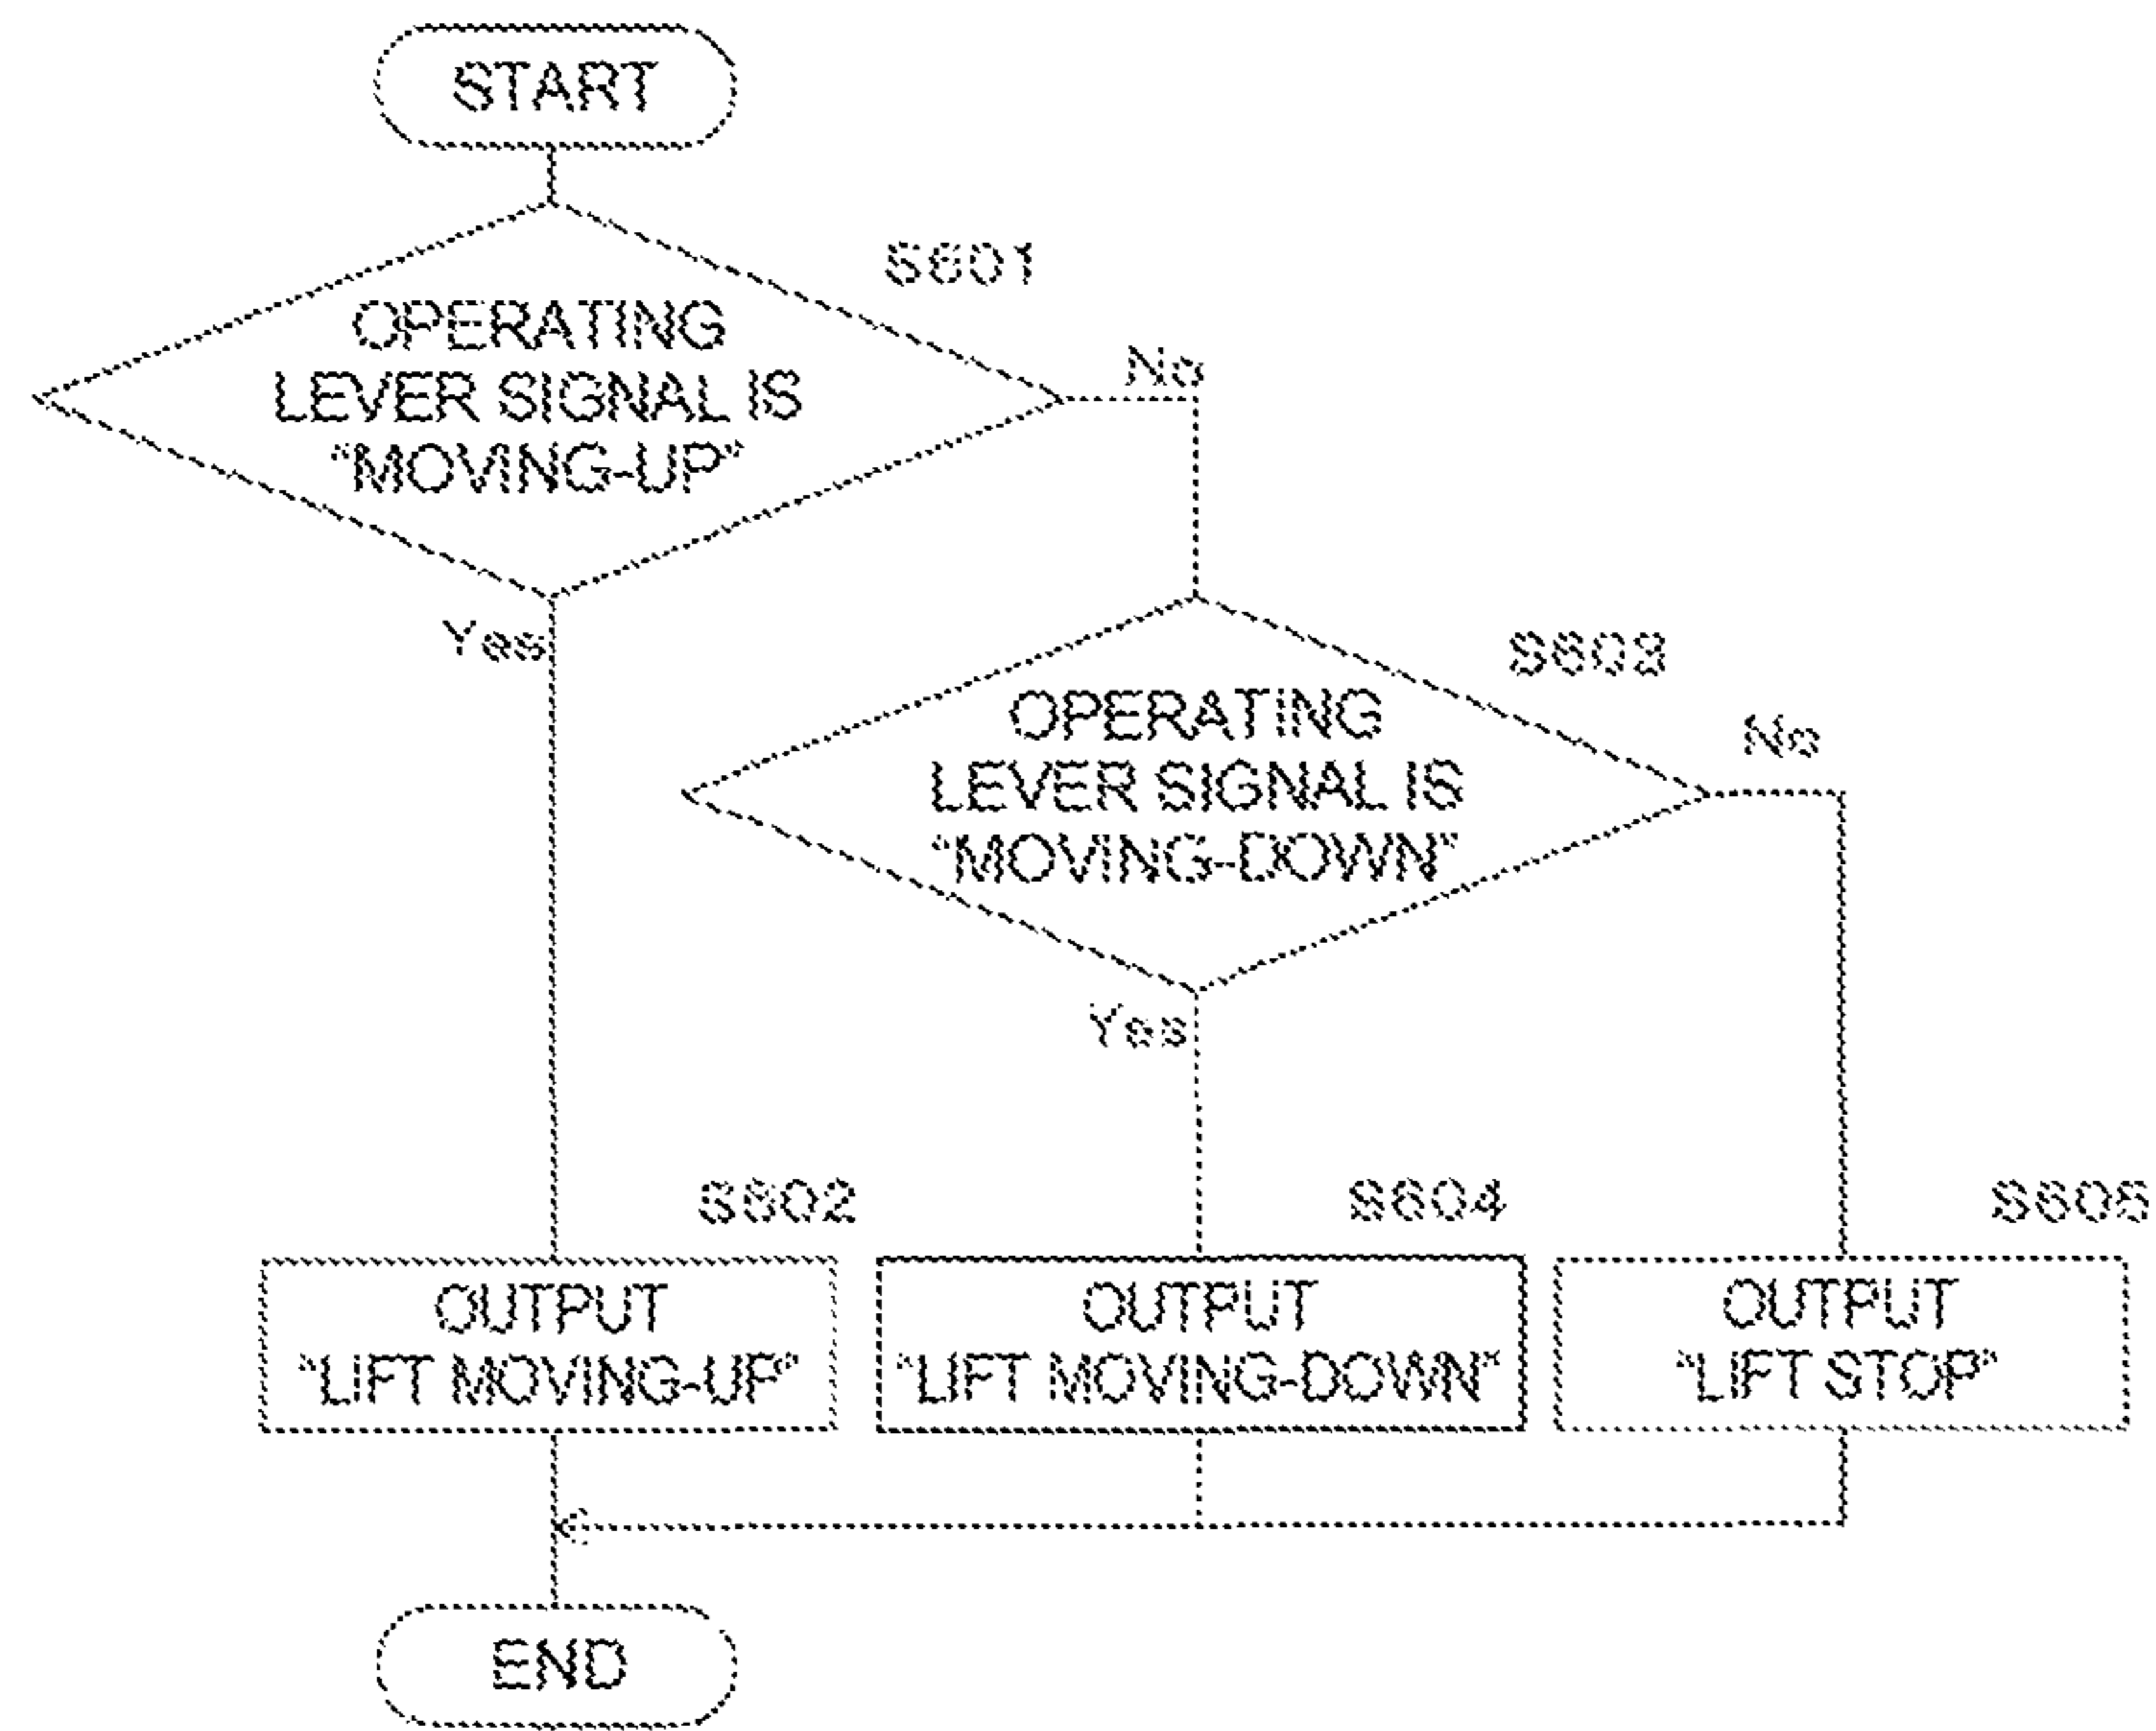 START
S601
OPERATING
LEVER SIGNAL IS
"MOVING-UP"
No
Yes
S603
OPERATING
LEVER SIGNAL IS
"MOVING-DOWN"
No
Yes
S602
S604
S605
OUTPUT
"LIFT MOVING-UP"
OUTPUT
"LIFT MOVING-DOWN"
OUTPUT
"LIFT STOP"
END